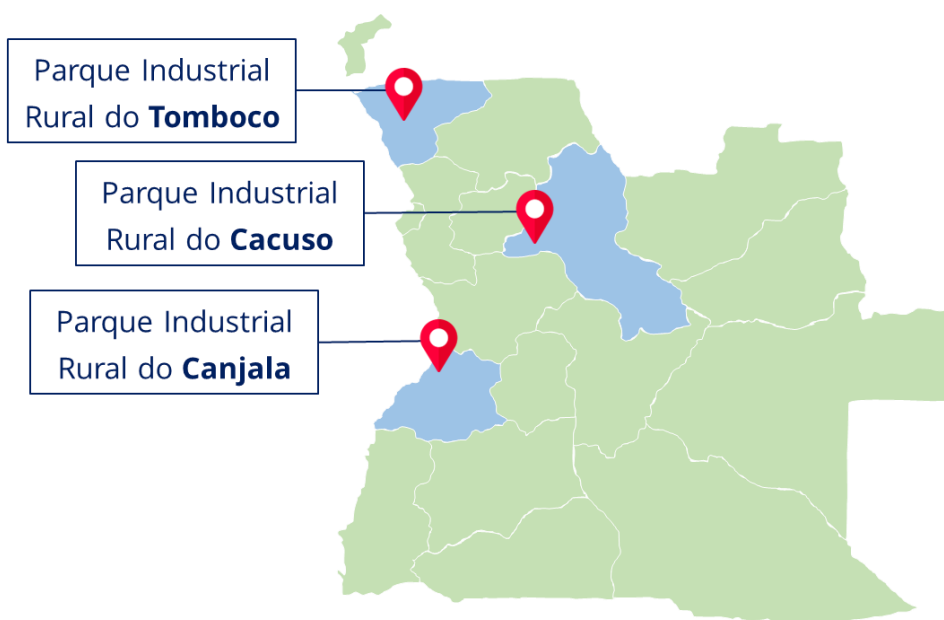 Parque Industrial
Rural do Tomboco
Parque Industrial
Rural do Cacuso
Parque Industrial
Rural do Canjala